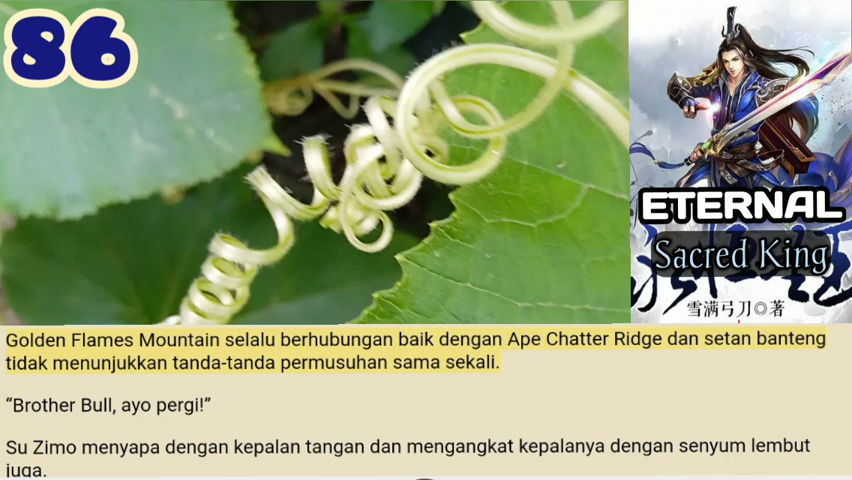 86
ETERNAL
Sacred King
雪满弓刀◎著
Golden Flames Mountain selalu berhubungan baik dengan Ape Chatter Ridge dan setan banteng
tidak menunjukkan tanda-tanda permusuhan sama sekali.
“Brother Bull, ayo pergi!”
Su Zimo menyapa dengan kepalan tangan dan mengangkat kepalanya dengan senyum lembut
juga.